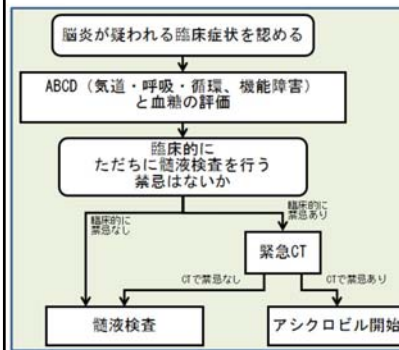 脳炎が疑われる臨床症状を認める
ABCD（気道・呼吸・循環、機能障害）
と血糖の評価
臨床的に
ただちに髄液検査を行う
禁忌はないか
臨床的に
禁忌なし
臨床的に
禁忌あり
緊急CT
CTで禁忌なし
CTで禁忌あり
髄液検査
アシクロビル開始